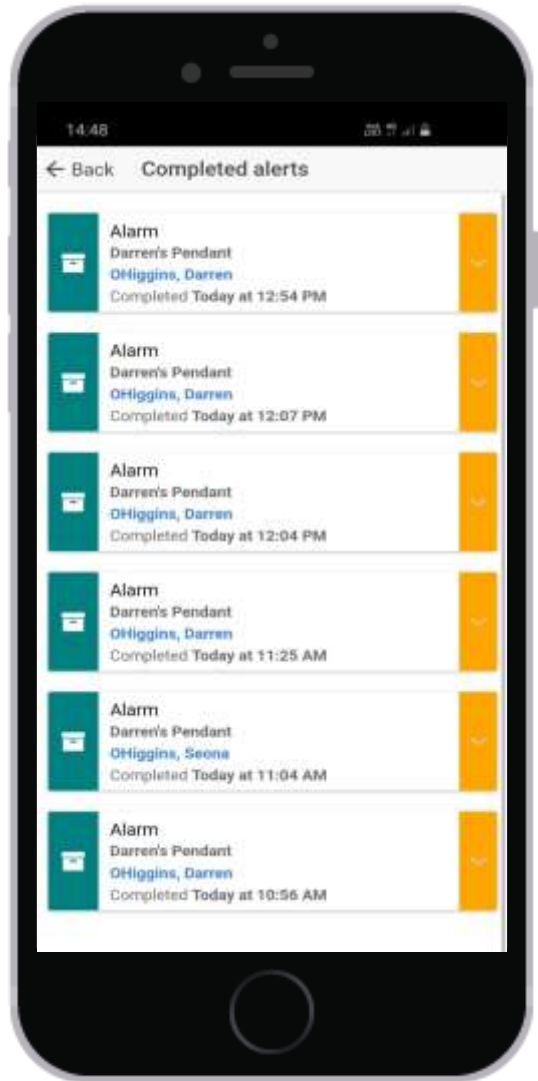 14:48
← Back Completed alerts
Alarm
Darren's Pendant
OHiggins, Darren
Completed Today at 12:54 PM
Alarm
Darren's Pendant
OHiggins, Darren
Completed Today at 12:07 PM
Alarm
Darren's Pendant
OHiggins, Darren
Completed Today at 12:04 PM
Alarm
Darren's Pendant
OHiggins, Darren
Completed Today at 11:25 AM
Alarm
Darren's Pendant
OHiggins, Seona
Completed Today at 11:04 AM
Alarm
Darren's Pendant
OHiggins, Darren
Completed Today at 10:56 AM